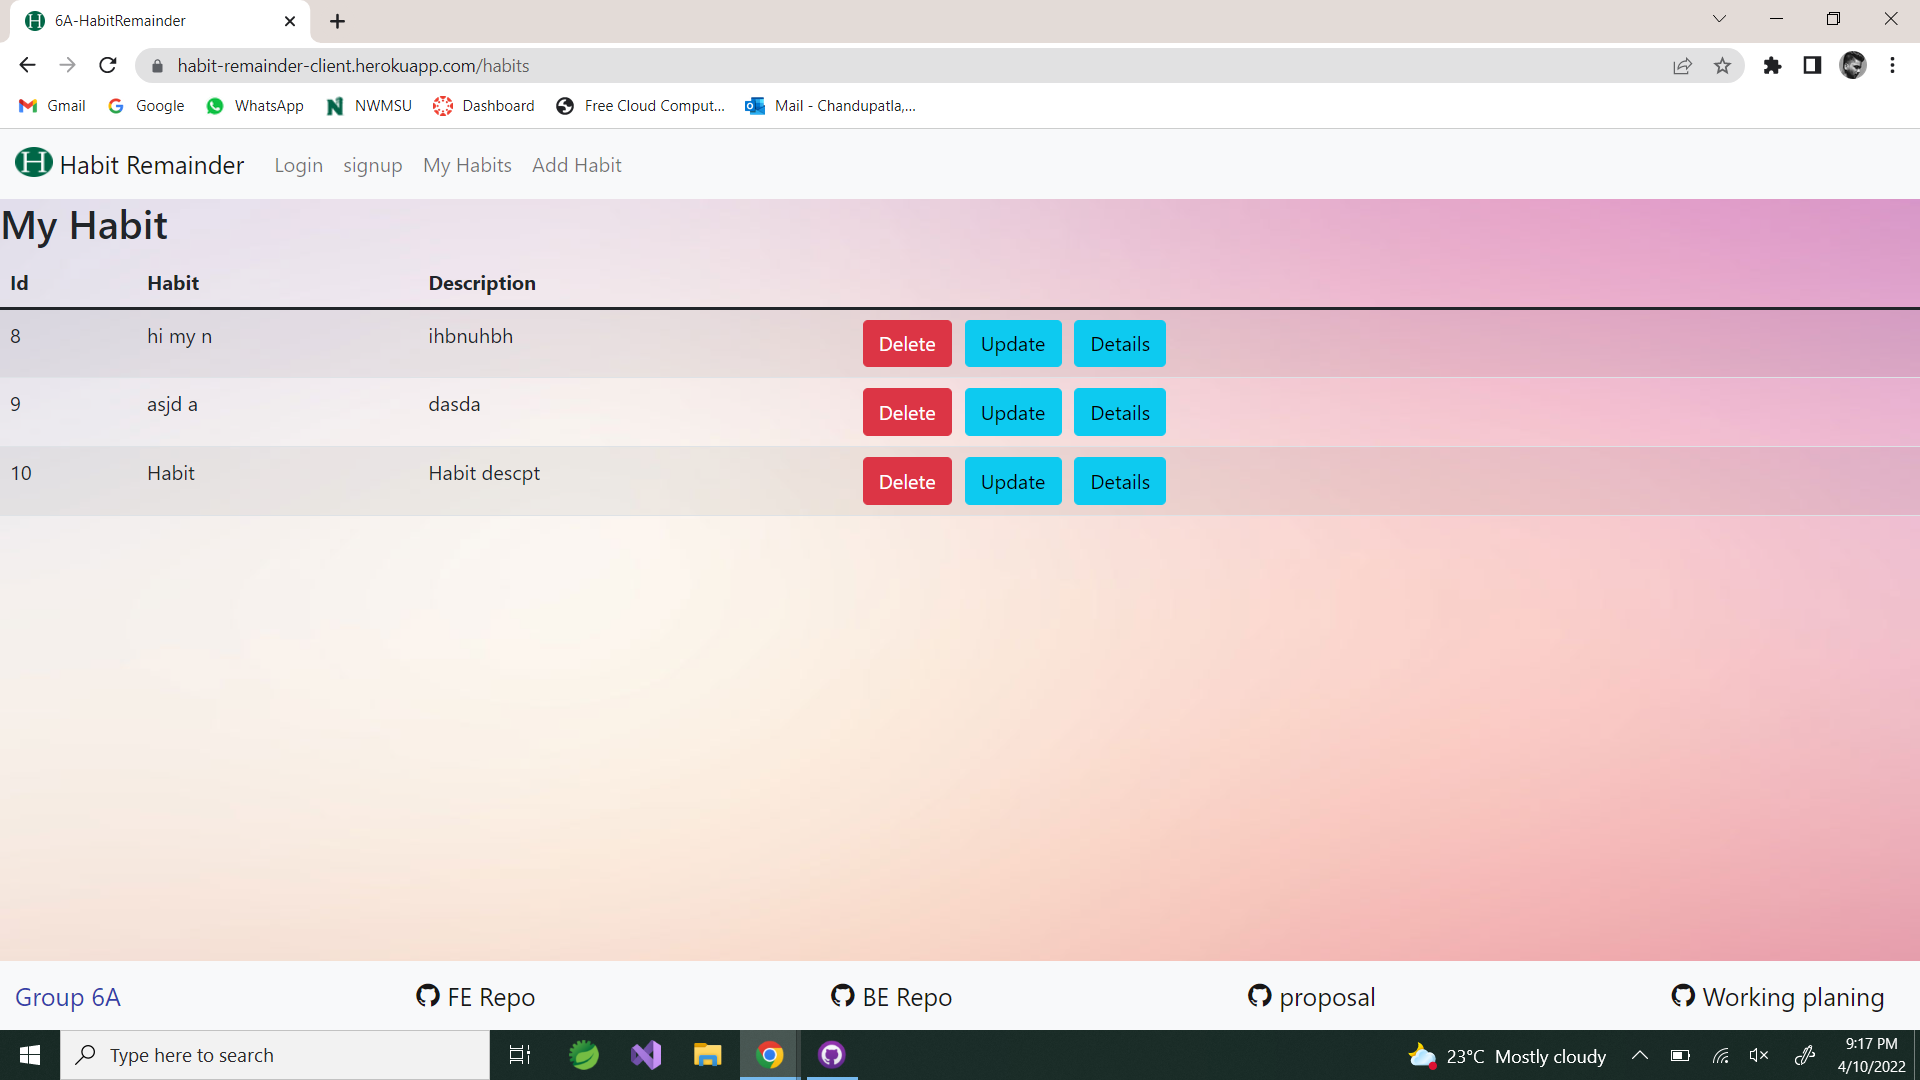 6A-HabitRemainder
habit-remainder-client.herokuapp.com/habits
Gmail Google WhatsApp NWMSU Dashboard Free Cloud Comput... Mail - Chandupatla,...
H Habit Remainder Login signup My Habits Add Habit
My Habit
Id Habit Description
8 hi my n ihbnuhbh Delete Update Details
9 asjd a dasda Delete Update Details
10 Habit Habit descpt Delete Update Details
Group 6A FE Repo BE Repo proposal Working planing
Type here to search 23°C Mostly cloudy 9:17 PM
4/10/2022